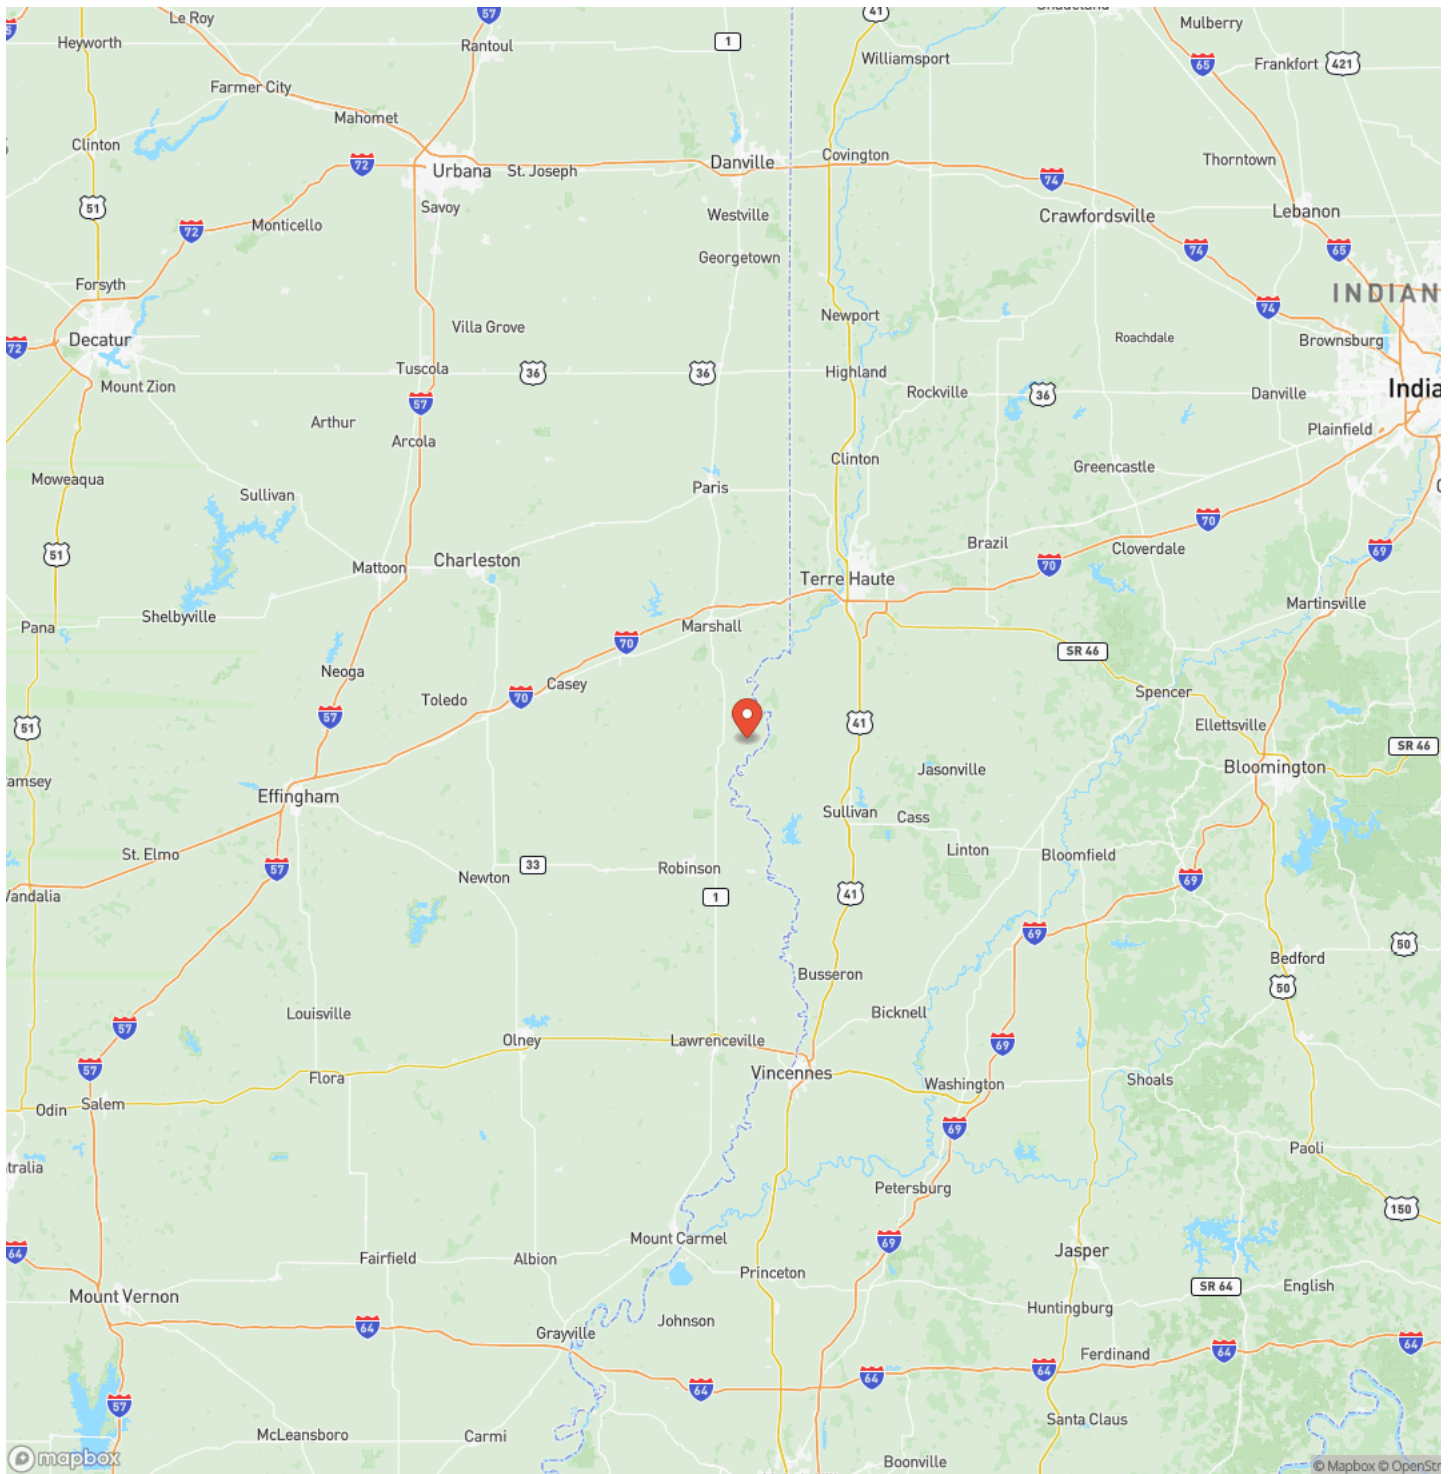 Le Roy
57
41
Shadeland
Mulberry
Heyworth
Rantoul
1
Williamsport
65
Frankfort
421
Farmer City
Mahomet
Clinton
72
Urbana
St. Joseph
Danville
Covington
74
Thorntown
51
Savoy
Westville
Crawfordsville
Lebanon
72
Monticello
Georgetown
74
65
Forsyth
INDIAN
Newport
74
Villa Grove
Roachdale
Brownsburg
72
Decatur
Tuscola
36
36
Highland
Mount Zion
Rockville
36
Danville
India
57
Arthur
Plainfield
Arcola
Clinton
Greencastle
Moweaqua
Sullivan
Paris
70
51
Charleston
Brazil
Cloverdale
69
Mattoon
Terre Haute
70
Shelbyville
Martinsville
Pana
Marshall
70
SR 46
Neoga
Casey
Toledo
70
Spencer
57
51
41
Ellettsville
SR 46
amsey
Jasonville
Bloomington
Effingham
Sullivan
Cass
St. Elmo
57
33
Robinson
Linton
Bloomfield
Newton
69
Vandalia
1
41
69
50
Bedford
Busseron
50
Louisville
Bicknell
57
Olney
Lawrenceville
69
57
Flora
Vincennes
Washington
Shoals
Odin
Salem
69
Paoli
tralia
Petersburg
150
Mount Carmel
69
64
Fairfield
Albion
Jasper
Princeton
SR 64
English
Mount Vernon
Huntingburg
64
Grayville
Johnson
64
64
Ferdinand
64
64
64
57
Santa Claus
McLeansboro
Carmi
mapbox
Boonville
© Mapbox © OpenStr